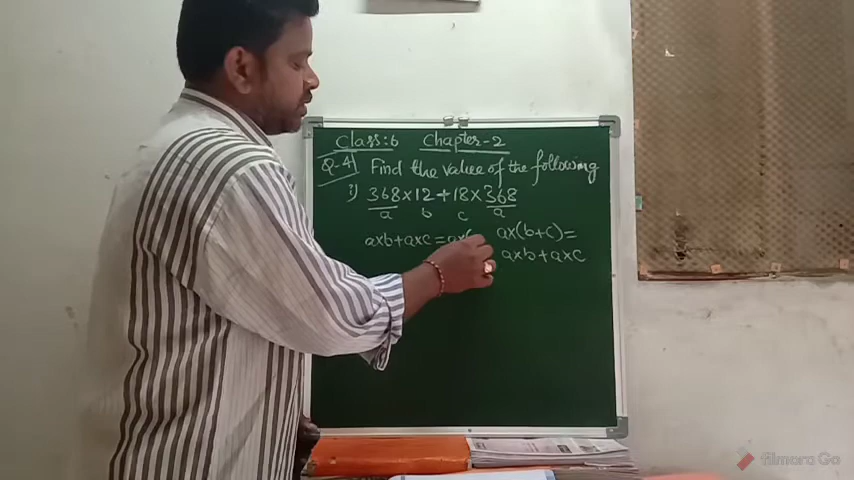 Class:6 Chapter-2
Q-4 Find the value of the following
i) 368×12+18×368
a b c a
a×b+a×c=a×( a×(b+c)=
a×b+a×c
filmora Go